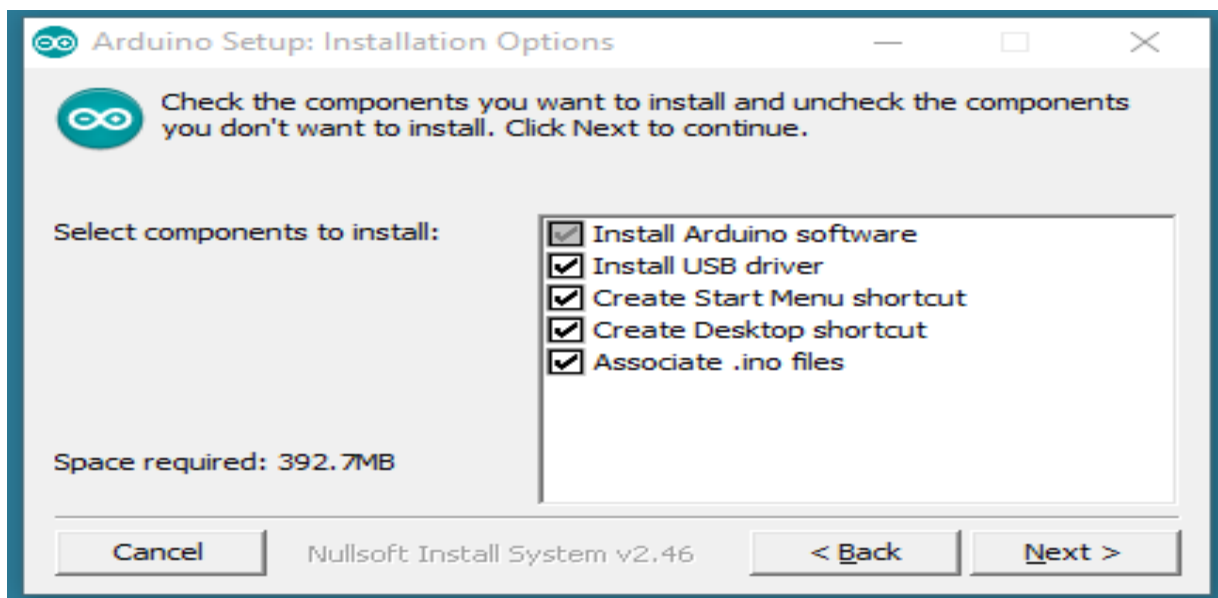 Arduino Setup: Installation Options
Check the components you want to install and uncheck the components
you don't want to install. Click Next to continue.
Select components to install:
Install Arduino software
Install USB driver
Create Start Menu shortcut
Create Desktop shortcut
Associate .ino files
Space required: 392.7MB
Cancel
Nullsoft Install System v2.46
< Back
Next >